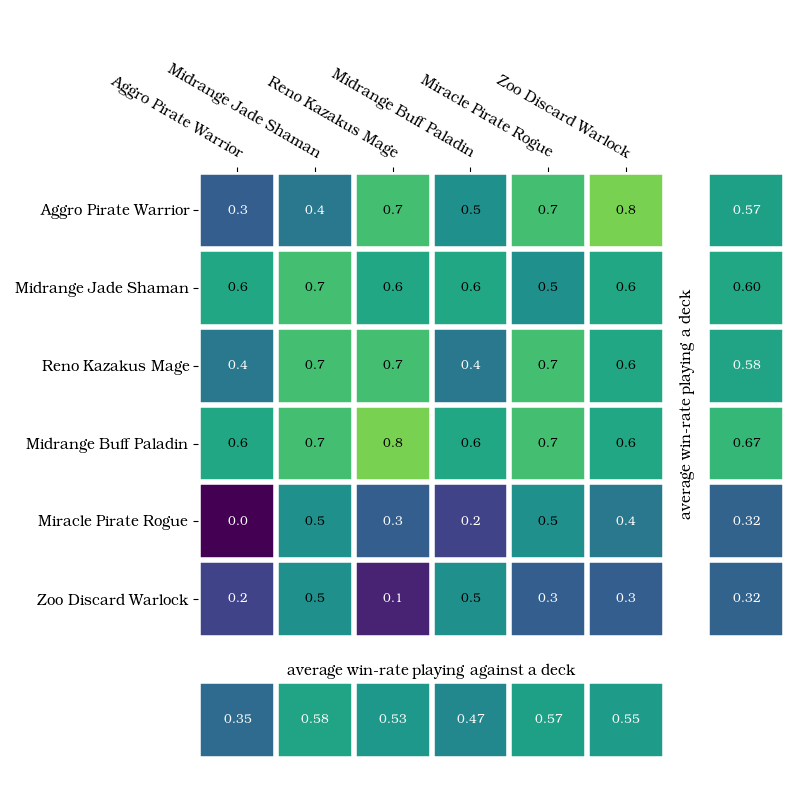 Aggro Pirate Warrior
Midrange Jade Shaman
Reno Kazakus Mage
Midrange Buff Paladin
Miracle Pirate Rogue
Zoo Discard Warlock
Aggro Pirate Warrior 0.3 0.4 0.7 0.5 0.7 0.8 0.57
Midrange Jade Shaman 0.6 0.7 0.6 0.6 0.5 0.6 0.60
Reno Kazakus Mage 0.4 0.7 0.7 0.4 0.7 0.6 0.58
Midrange Buff Paladin 0.6 0.7 0.8 0.6 0.7 0.6 0.67
Miracle Pirate Rogue 0.0 0.5 0.3 0.2 0.5 0.4 0.32
Zoo Discard Warlock 0.2 0.5 0.1 0.5 0.3 0.3 0.32
average win-rate playing a deck
average win-rate playing against a deck
0.35 0.58 0.53 0.47 0.57 0.55